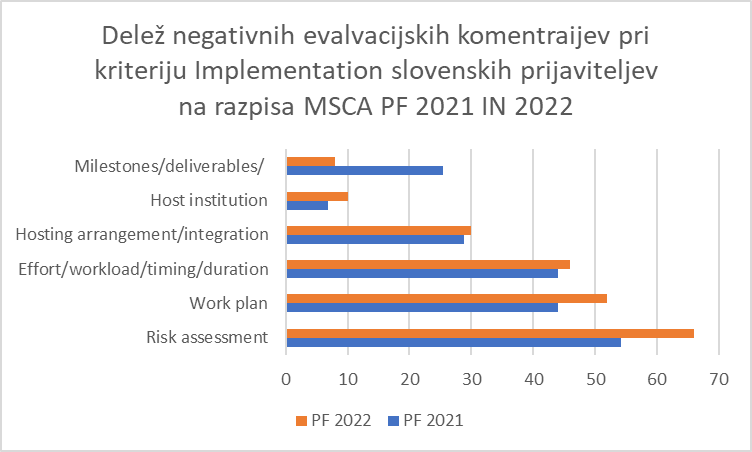 Delež negativnih evalvacijskih komentraijev pri
kriteriju Implementation slovenskih prijaviteljev
na razpisa MSCA PF 2021 IN 2022
Milestones/deliverables/
Host institution
Hosting arrangement/integration
Effort/workload/timing/duration
Work plan
Risk assessment
0 10 20 30 40 50 60 70
PF 2022 PF 2021